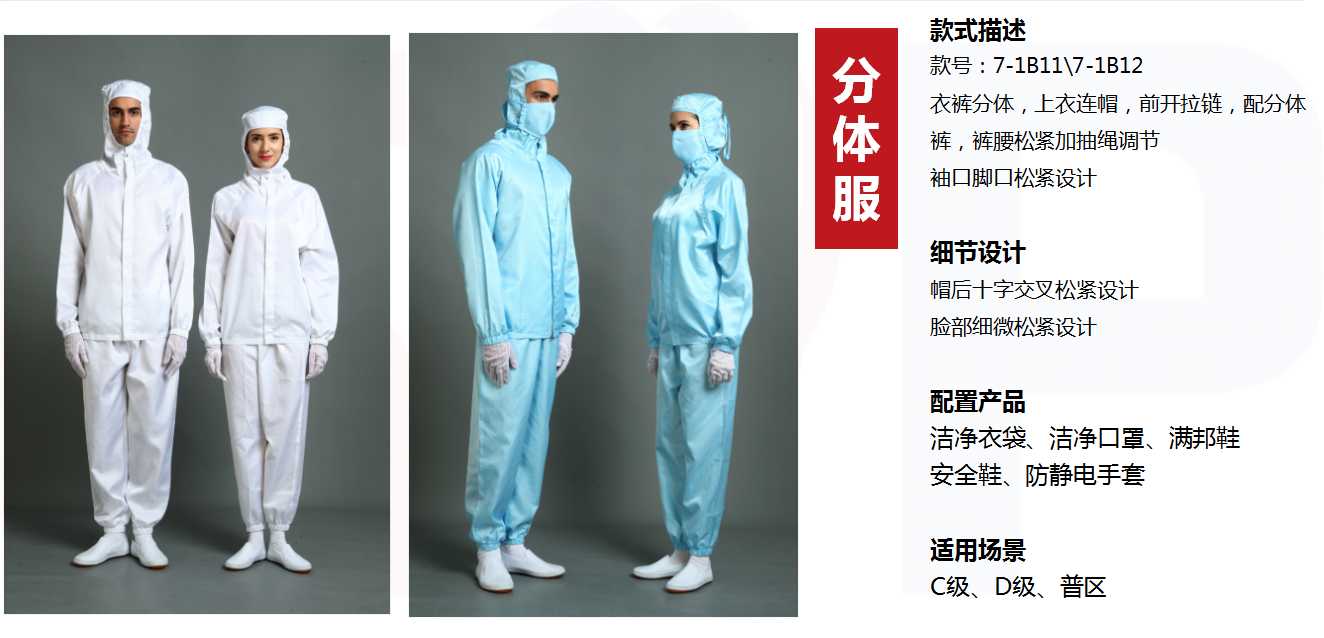 分体服
款式描述
款号：7-1B11\7-1B12
衣裤分体，上衣连帽，前开拉链，配分体
裤，裤腰松紧加抽绳调节
袖口脚口松紧设计
细节设计
帽后十字交叉松紧设计
脸部细微松紧设计
配置产品
洁净衣袋、洁净口罩、满邦鞋
安全鞋、防静电手套
适用场景
C级、D级、普区